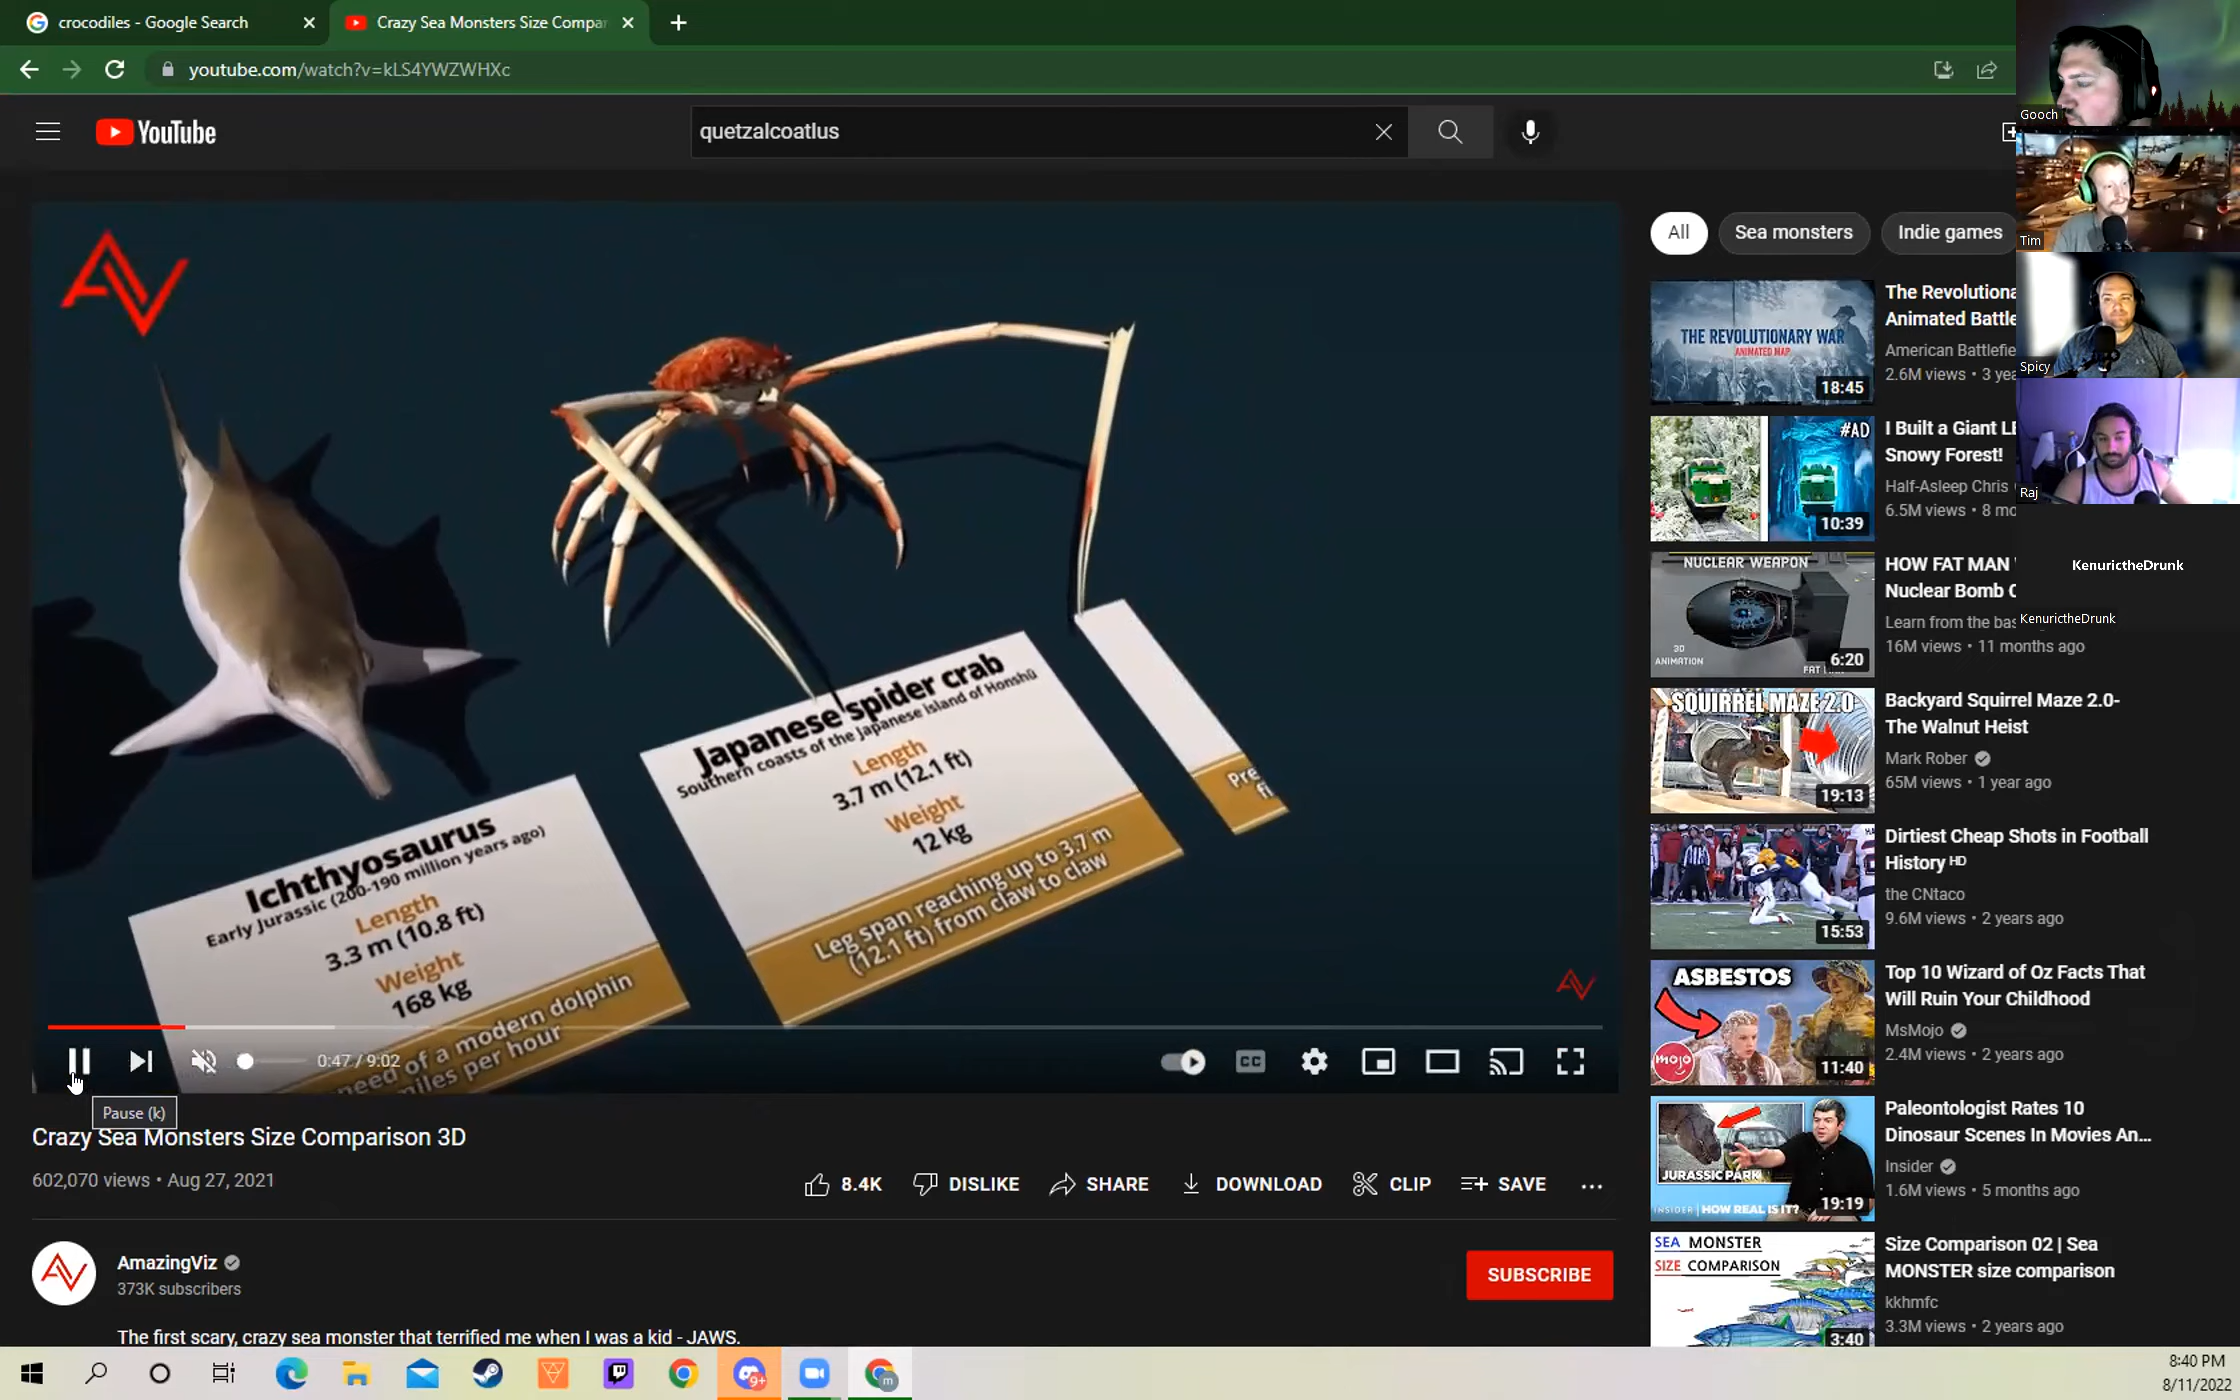 crocodiles - Google Search
Crazy Sea Monsters Size Compar
youtube.com/watch?v=kLS4YWZWHXc
YouTube
quetzalcoatlus
Gooch
Tim
Spicy
Raj
KenurictheDrunk
KenurictheDrunk
Japanese spider crab
Southern coasts of the Japanese island of Honshū
Length
3.7 m (12.1 ft)
Weight
12 kg
Leg span reaching up to 3.7 m
(12.1 ft) from claw to claw
Pre
fi
Ichthyosaurus
Early Jurassic (200-190 million years ago)
Length
3.3 m (10.8 ft)
Weight
168 kg
need of a modern dolphin
miles per hour
0:47 / 9:02
CC
Pause (k)
Crazy Sea Monsters Size Comparison 3D
602,070 views • Aug 27, 2021
8.4K
DISLIKE
SHARE
DOWNLOAD
CLIP
SAVE
AmazingViz
373K subscribers
SUBSCRIBE
The first scary, crazy sea monster that terrified me when I was a kid - JAWS.
All
Sea monsters
Indie games
THE REVOLUTIONARY WAR
ANIMATED MAP
18:45
The Revolutiona
Animated Battle
American Battlefie
2.6M views • 3 yea
#AD
10:39
I Built a Giant LE
Snowy Forest!
Half-Asleep Chris
6.5M views • 8 mo
NUCLEAR WEAPON
3D
ANIMATION
FAT
6:20
HOW FAT MAN
Nuclear Bomb
Learn from the bas
16M views • 11 months ago
SQUIRREL MAZE 2.0
19:13
Backyard Squirrel Maze 2.0-
The Walnut Heist
Mark Rober
65M views • 1 year ago
15:53
Dirtiest Cheap Shots in Football
History HD
the CNtaco
9.6M views • 2 years ago
ASBESTOS
mojo
11:40
Top 10 Wizard of Oz Facts That
Will Ruin Your Childhood
MsMojo
2.4M views • 2 years ago
JURASSIC PARK
INSIDER | HOW REAL IS IT?
19:19
Paleontologist Rates 10
Dinosaur Scenes In Movies An...
Insider
1.6M views • 5 months ago
SEA MONSTER
SIZE COMPARISON
3:40
Size Comparison 02 | Sea
MONSTER size comparison
kkhmfc
3.3M views • 2 years ago
9+
m
8:40 PM
8/11/2022